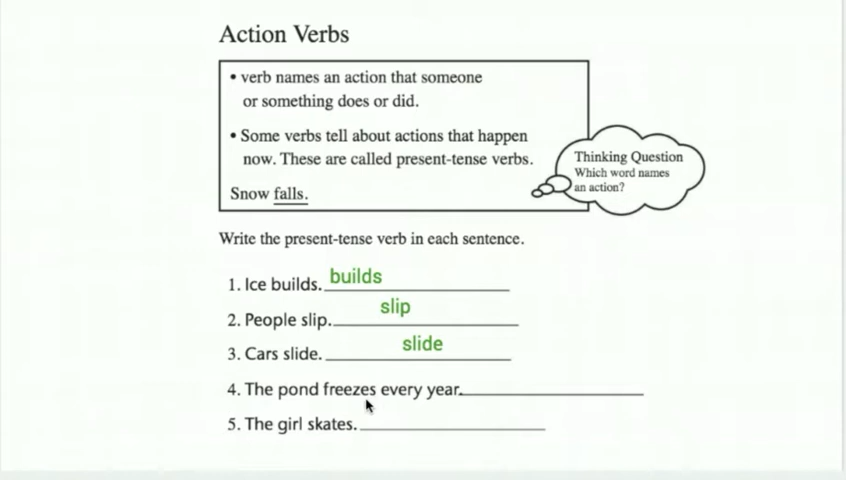 Action Verbs
• verb names an action that someone
or something does or did.
• Some verbs tell about actions that happen
now. These are called present-tense verbs.
Snow falls.
Thinking Question
Which word names
an action?
Write the present-tense verb in each sentence.
1. Ice builds. builds
2. People slip. slip
3. Cars slide. slide
4. The pond freezes every year.
5. The girl skates.